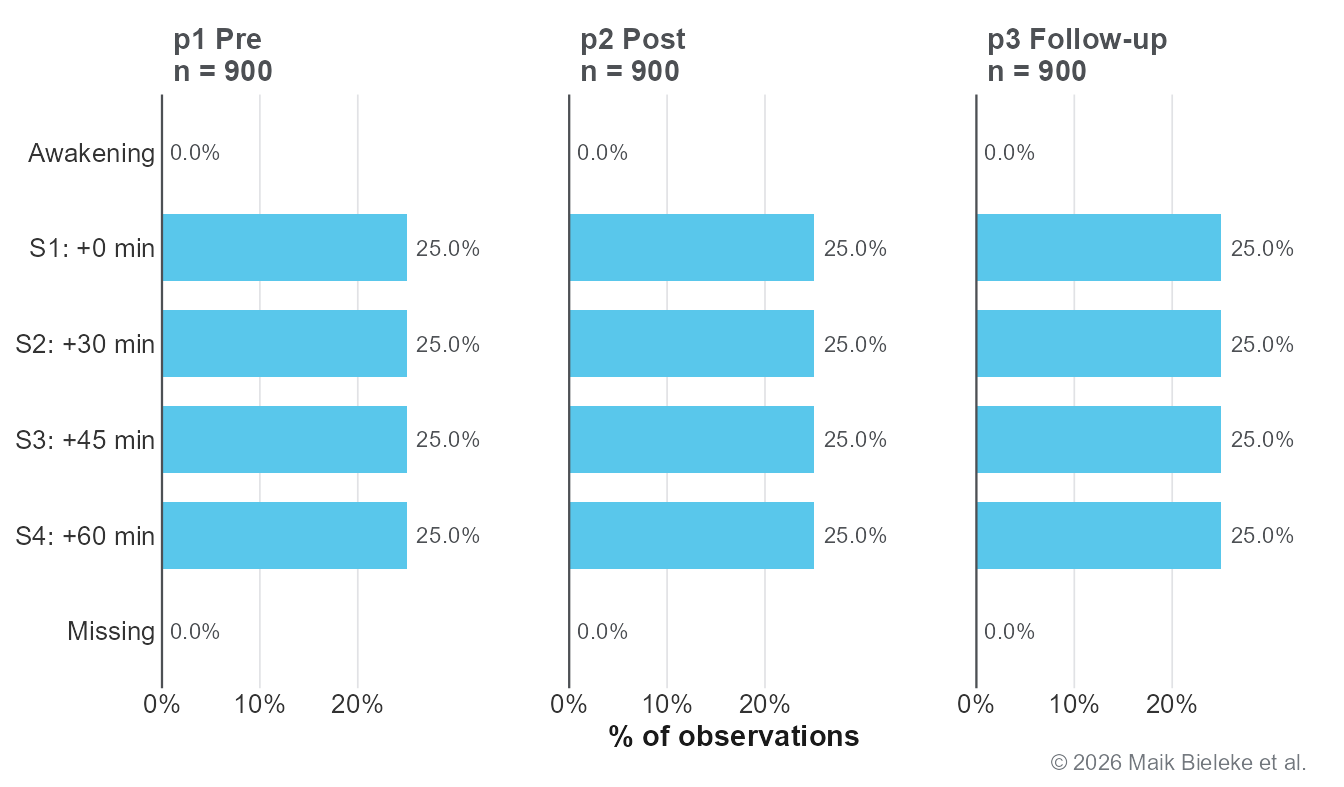 p1 Pre
n = 900
p2 Post
n = 900
p3 Follow-up
n = 900
Awakening 0.0% 0.0% 0.0%
S1: +0 min 25.0% 25.0% 25.0%
S2: +30 min 25.0% 25.0% 25.0%
S3: +45 min 25.0% 25.0% 25.0%
S4: +60 min 25.0% 25.0% 25.0%
Missing 0.0% 0.0% 0.0%
0% 10% 20% 0% 10% 20% 0% 10% 20%
% of observations
© 2026 Maik Bieleke et al.